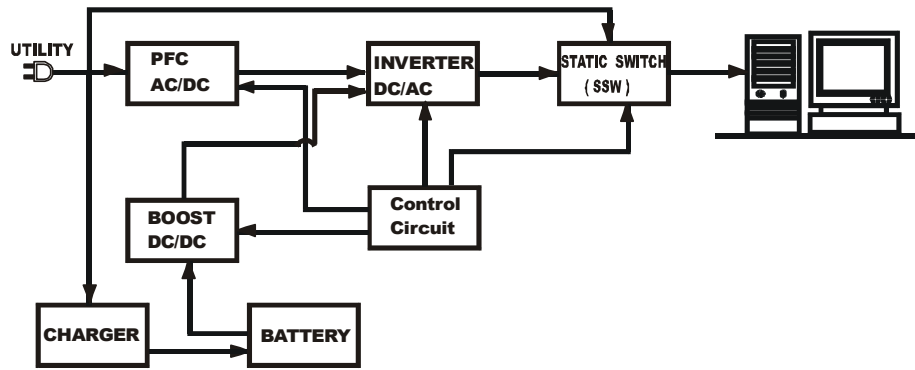 UTILITY
PFC
AC/DC
INVERTER
DC/AC
STATIC SWITCH
( SSW )
BOOST
DC/DC
Control
Circuit
CHARGER
BATTERY